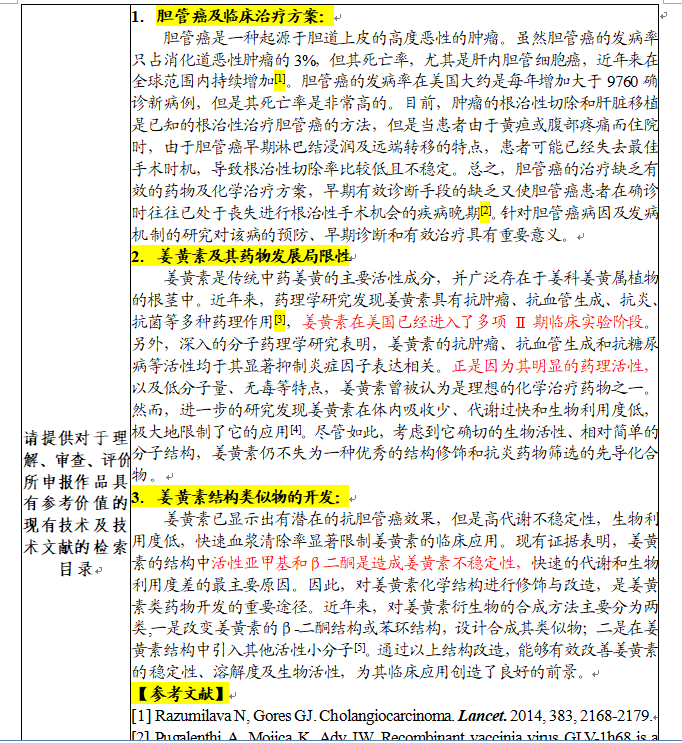 请提供对于理
解、审查、评价
所申报作品具
有参考价值的
现有技术及技
术文献的检索
目录
1. 胆管癌及临床治疗方案：
胆管癌是一种起源于胆道上皮的高度恶性的肿瘤。虽然胆管癌的发病率
只占消化道恶性肿瘤的 3%，但其死亡率，尤其是肝内胆管细胞癌，近年来在
全球范围内持续增加[1]。胆管癌的发病率在美国大约是每年增加大于 9760 确
诊新病例，但是其死亡率是非常高的。目前，肿瘤的根治性切除和肝脏移植
是已知的根治性治疗胆管癌的方法，但是当患者由于黄疸或腹部疼痛而住院
时，由于胆管癌早期淋巴结浸润及远端转移的特点，患者可能已经失去最佳
手术时机，导致根治性切除率比较低且不稳定。总之，胆管癌的治疗缺乏有
效的药物及化学治疗方案，早期有效诊断手段的缺乏又使胆管癌患者在确诊
时往往已处于丧失进行根治性手术机会的疾病晚期[2]。针对胆管癌病因及发病
机制的研究对该病的预防、早期诊断和有效治疗具有重要意义。
2. 姜黄素及其药物发展局限性
姜黄素是传统中药姜黄的主要活性成分，并广泛存在于姜科姜黄属植物
的根茎中。近年来，药理学研究发现姜黄素具有抗肿瘤、抗血管生成、抗炎、
抗菌等多种药理作用[3]，姜黄素在美国已经进入了多项 Ⅱ 期临床实验阶段。
另外，深入的分子药理学研究表明，姜黄素的抗肿瘤、抗血管生成和抗糖尿
病等活性均于其显著抑制炎症因子表达相关。正是因为其明显的药理活性，
以及低分子量、无毒等特点，姜黄素曾被认为是理想的化学治疗药物之一。
然而，进一步的研究发现姜黄素在体内吸收少、代谢过快和生物利用度低，
极大地限制了它的应用[4]。尽管如此，考虑到它确切的生物活性、相对简单的
分子结构，姜黄素仍不失为一种优秀的结构修饰和抗炎药物筛选的先导化合
物。
3. 姜黄素结构类似物的开发：
姜黄素已显示出有潜在的抗胆管癌效果，但是高代谢不稳定性，生物利
用度低，快速血浆清除率显著限制姜黄素的临床应用。现有证据表明，姜黄
素的结构中活性亚甲基和β二酮是造成姜黄素不稳定性，快速的代谢和生物
利用度差的最主要原因。因此，对姜黄素化学结构进行修饰与改造，是姜黄
素类药物开发的重要途径。近年来，对姜黄素衍生物的合成方法主要分为两
类,一是改变姜黄素的β-二酮结构或苯环结构，设计合成其类似物；二是在姜
黄素结构中引入其他活性小分子[5]。通过以上结构改造，能够有效改善姜黄素
的稳定性、溶解度及生物活性，为其临床应用创造了良好的前景。
【参考文献】
[1] Razumilava N, Gores GJ. Cholangiocarcinoma. Lancet. 2014, 383, 2168-2179.
[2] Pugalenthi A, Mojica K, Ady JW. Recombinant vaccinia virus GLV-1h68 is a